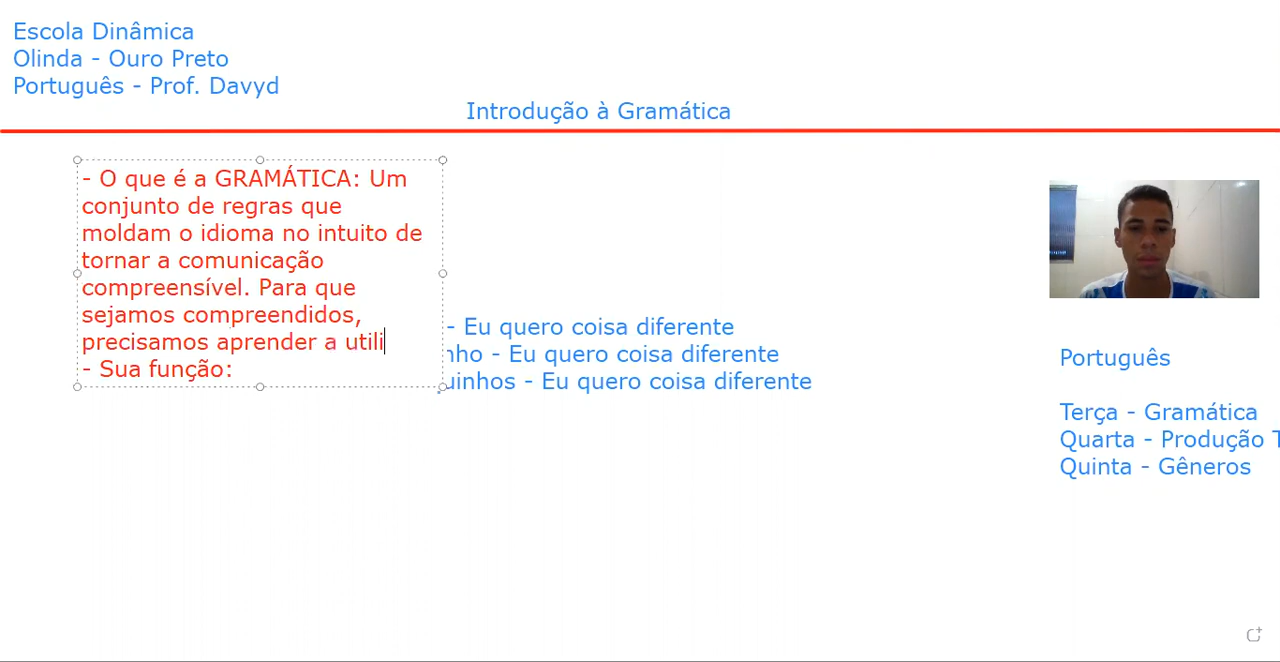 Escola Dinâmica
Olinda - Ouro Preto
Português - Prof. Davyd
Introdução à Gramática
- O que é a GRAMÁTICA: Um
conjunto de regras que
moldam o idioma no intuito de
tornar a comunicação
compreensível. Para que
sejamos compreendidos,
precisamos aprender a utili
- Sua função:
- Eu quero coisa diferente
nho - Eu quero coisa diferente
uinhos - Eu quero coisa diferente
Português
Terça - Gramática
Quarta - Produção T
Quinta - Gêneros